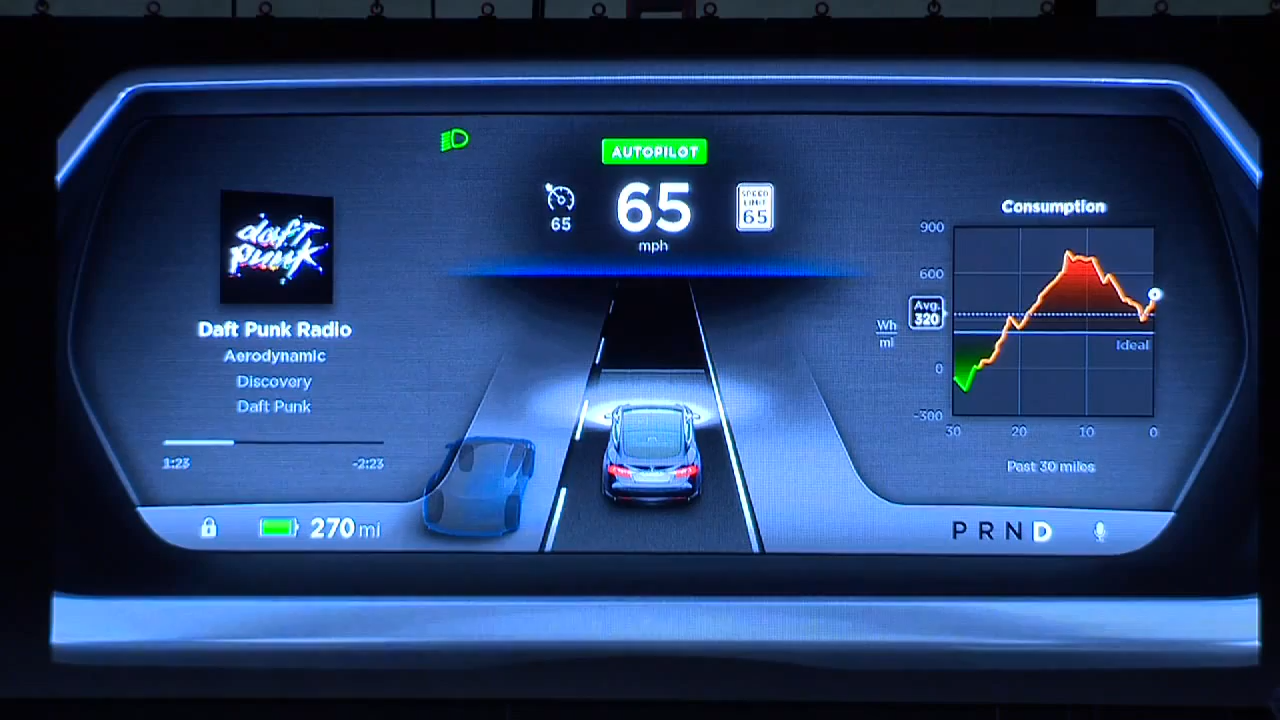 AUTOPILOT
65
65
mph
SPEED
LIMIT
65
daft
punk
Daft Punk Radio
Aerodynamic
Discovery
Daft Punk
1:23
-2:23
270 mi
Consumption
900
600
Avg.
320
Wh
mi
Ideal
0
-300
30
20
10
0
Past 30 miles
P R N D